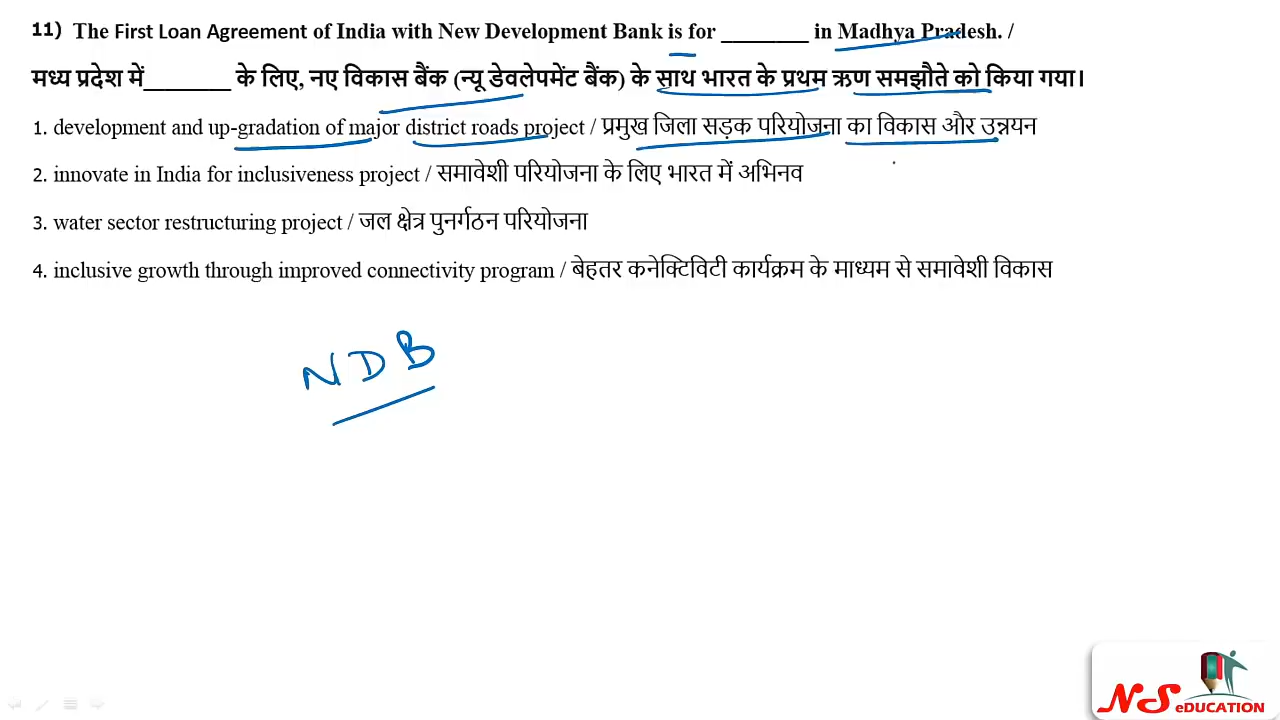 11) The First Loan Agreement of India with New Development Bank is for ________ in Madhya Pradesh. /
मध्य प्रदेश में________ के लिए, नए विकास बैंक (न्यू डेवलेपमेंट बैंक) के साथ भारत के प्रथम ऋण समझौते को किया गया।
1. development and up-gradation of major district roads project / प्रमुख जिला सड़क परियोजना का विकास और उन्नयन
2. innovate in India for inclusiveness project / समावेशी परियोजना के लिए भारत में अभिनव
3. water sector restructuring project / जल क्षेत्र पुनर्गठन परियोजना
4. inclusive growth through improved connectivity program / बेहतर कनेक्टिविटी कार्यक्रम के माध्यम से समावेशी विकास
NDB
NS eDUCATION